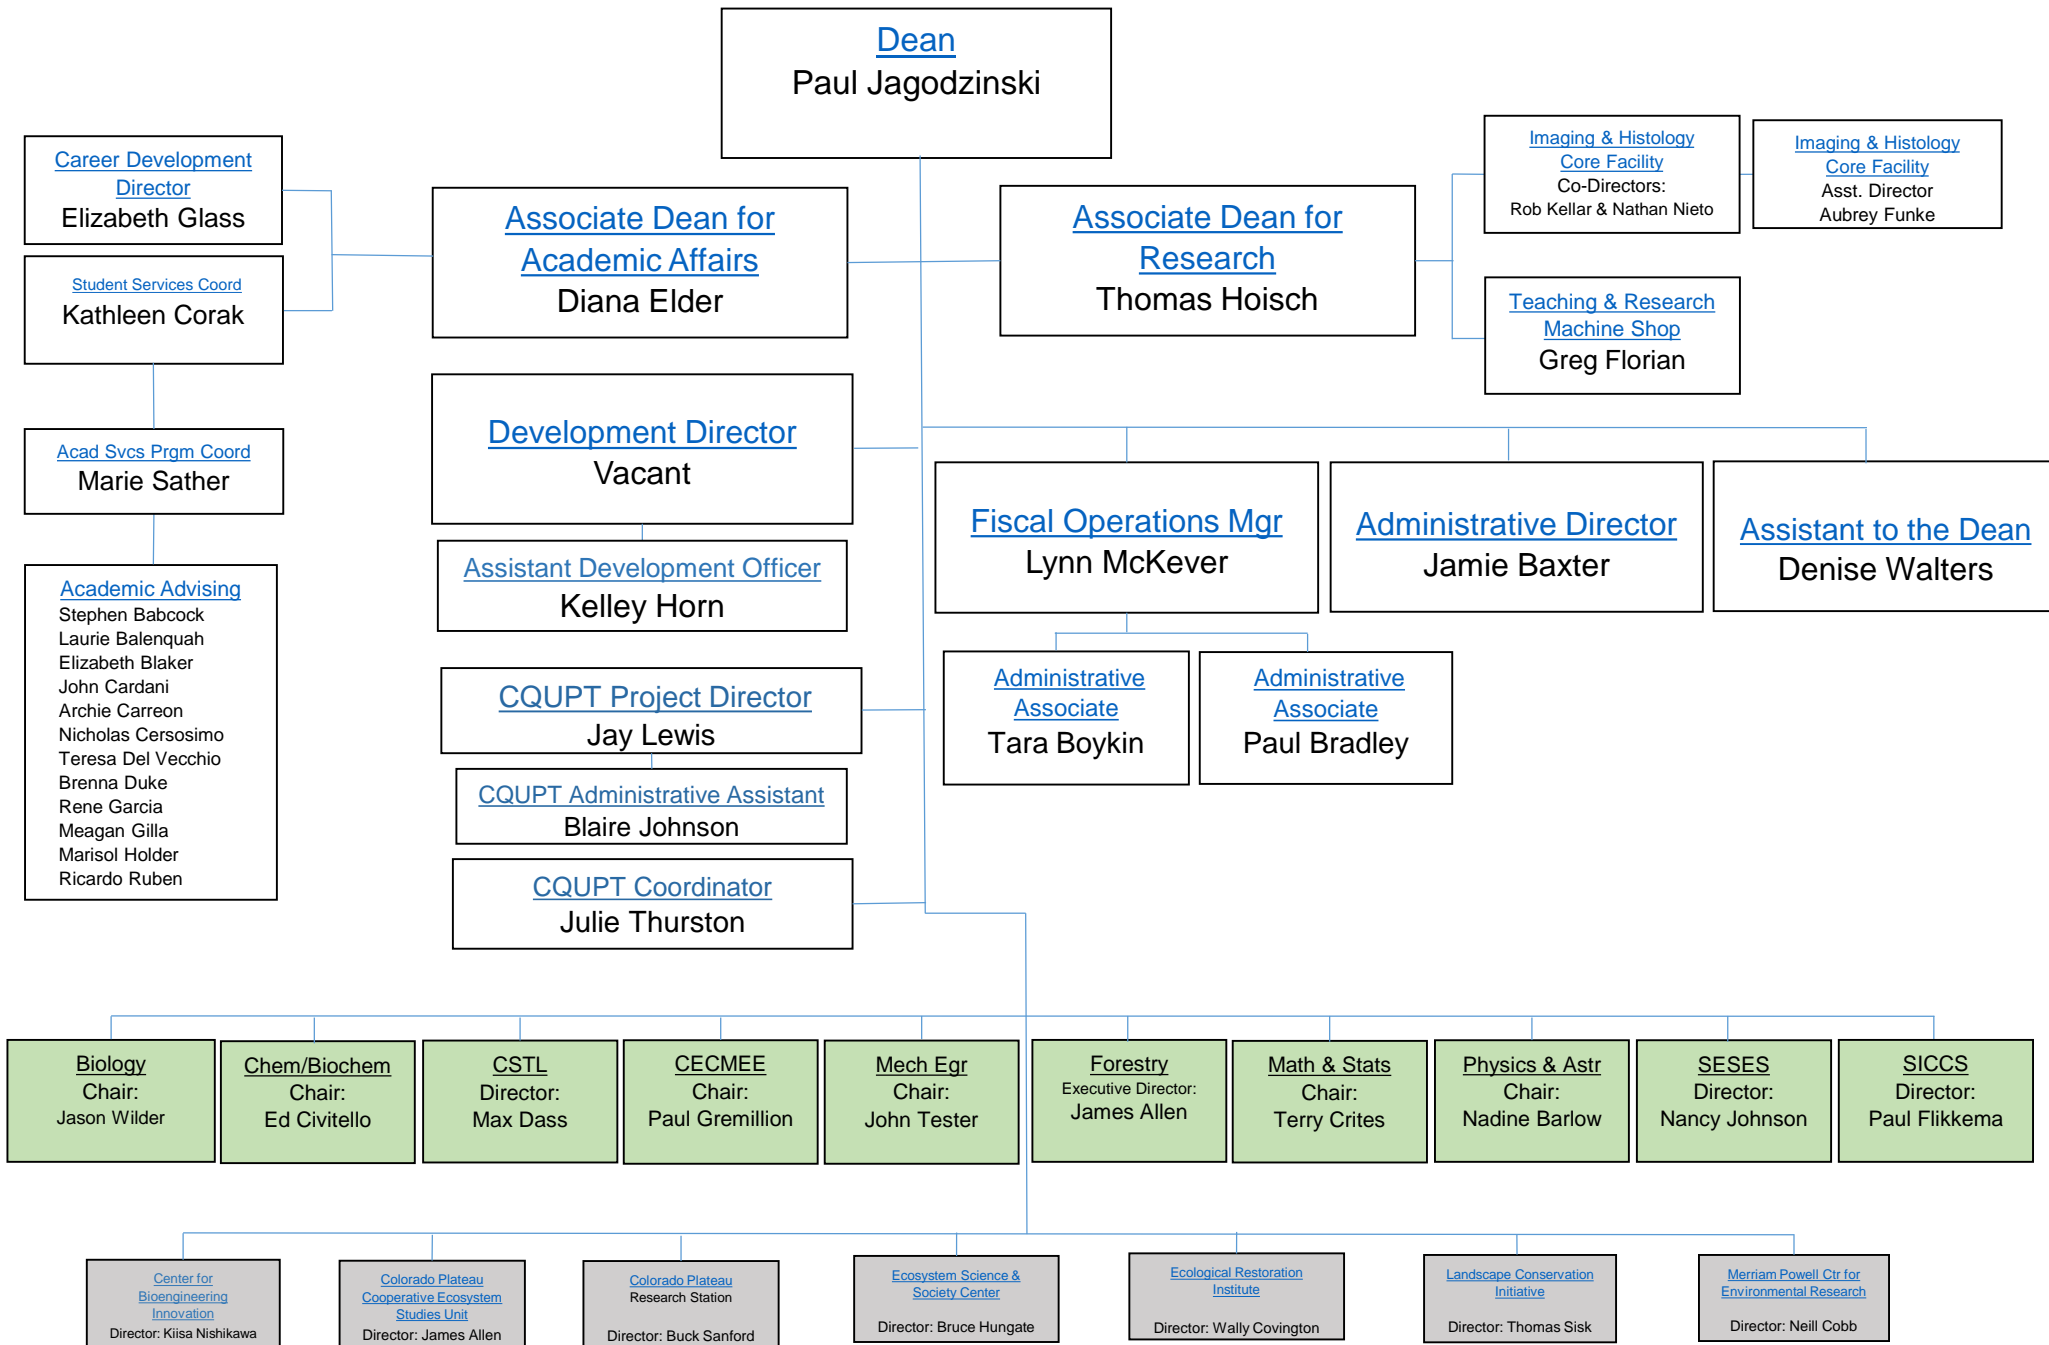 Dean
Paul Jagodzinski
Career Development
Director
Elizabeth Glass
Student Services Coord
Kathleen Corak
Acad Svcs Prgm Coord
Marie Sather
Academic Advising
Stephen Babcock
Laurie Balenquah
Elizabeth Blaker
John Cardani
Archie Carreon
Nicholas Cersosimo
Teresa Del Vecchio
Brenna Duke
Rene Garcia
Meagan Gilla
Marisol Holder
Ricardo Ruben
Associate Dean for
Academic Affairs
Diana Elder
Associate Dean for
Research
Thomas Hoisch
Imaging & Histology
Core Facility
Co-Directors:
Rob Kellar & Nathan Nieto
Imaging & Histology
Core Facility
Asst. Director
Aubrey Funke
Teaching & Research
Machine Shop
Greg Florian
Development Director
Vacant
Assistant Development Officer
Kelley Horn
CQUPT Project Director
Jay Lewis
CQUPT Administrative Assistant
Blaire Johnson
CQUPT Coordinator
Julie Thurston
Fiscal Operations Mgr
Lynn McKever
Administrative Director
Jamie Baxter
Assistant to the Dean
Denise Walters
Administrative
Associate
Tara Boykin
Administrative
Associate
Paul Bradley
Biology
Chair:
Jason Wilder
Chem/Biochem
Chair:
Ed Civitello
CSTL
Director:
Max Dass
CECMEE
Chair:
Paul Gremillion
Mech Egr
Chair:
John Tester
Forestry
Executive Director:
James Allen
Math & Stats
Chair:
Terry Crites
Physics & Astr
Chair:
Nadine Barlow
SESES
Director:
Nancy Johnson
SICCS
Director:
Paul Flikkema
Center for
Bioengineering
Innovation
Director: Kiisa Nishikawa
Colorado Plateau
Cooperative Ecosystem
Studies Unit
Director: James Allen
Colorado Plateau
Research Station
Director: Buck Sanford
Ecosystem Science &
Society Center
Director: Bruce Hungate
Ecological Restoration
Institute
Director: Wally Covington
Landscape Conservation
Initiative
Director: Thomas Sisk
Merriam Powell Ctr for
Environmental Research
Director: Neill Cobb